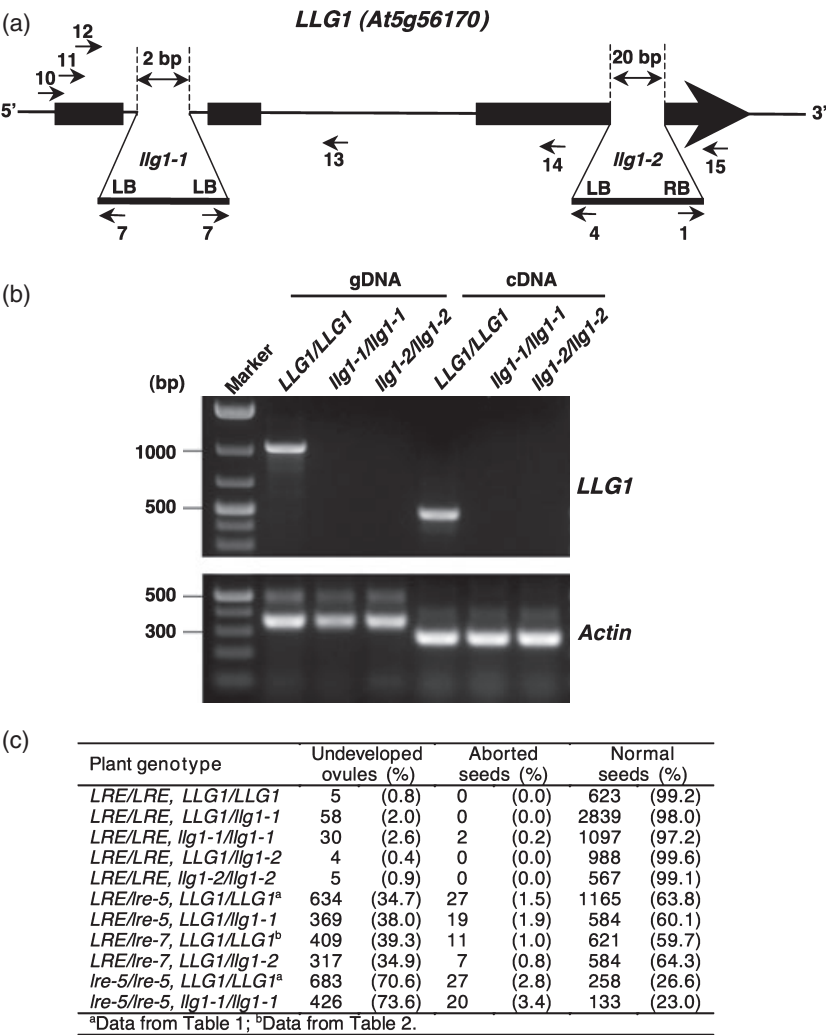 (a)
LLG1 (At5g56170)
12
11
10
2 bp
20 bp
5’
3’
llg1-1
13
14
llg1-2
15
LB LB
LB RB
7 7
4 1
(b)
gDNA cDNA
Marker
LLG1/LLG1
llg1-1/llg1-1
llg1-2/llg1-2
LLG1/LLG1
llg1-1/llg1-1
llg1-2/llg1-2
(bp)
1000
500
LLG1
500
300
Actin
(c)
Plant genotype Undeveloped ovules (%) Aborted seeds (%) Normal seeds (%)
LRE/LRE, LLG1/LLG1 5 (0.8) 0 (0.0) 623 (99.2)
LRE/LRE, LLG1/llg1-1 58 (2.0) 0 (0.0) 2839 (98.0)
LRE/LRE, llg1-1/llg1-1 30 (2.6) 2 (0.2) 1097 (97.2)
LRE/LRE, LLG1/llg1-2 4 (0.4) 0 (0.0) 988 (99.6)
LRE/LRE, llg1-2/llg1-2 5 (0.9) 0 (0.0) 567 (99.1)
LRE/lre-5, LLG1/LLG1ᵃ 634 (34.7) 27 (1.5) 1165 (63.8)
LRE/lre-5, LLG1/llg1-1 369 (38.0) 19 (1.9) 584 (60.1)
LRE/lre-7, LLG1/LLG1ᵇ 409 (39.3) 11 (1.0) 621 (59.7)
LRE/lre-7, LLG1/llg1-2 317 (34.9) 7 (0.8) 584 (64.3)
lre-5/lre-5, LLG1/LLG1ᵃ 683 (70.6) 27 (2.8) 258 (26.6)
lre-5/lre-5, llg1-1/llg1-1 426 (73.6) 20 (3.4) 133 (23.0)
ᵃData from Table 1; ᵇData from Table 2.